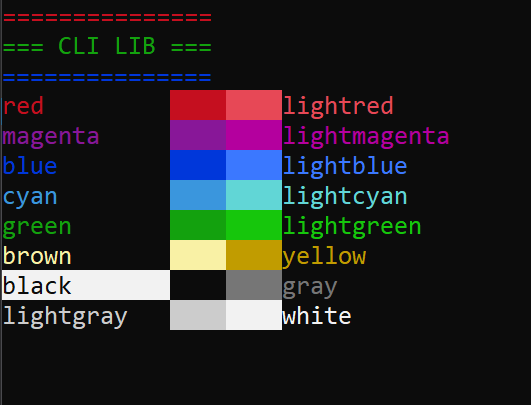 ===============
=== CLI LIB ===
===============
red lightred
magenta lightmagenta
blue lightblue
cyan lightcyan
green lightgreen
brown yellow
black gray
lightgray white